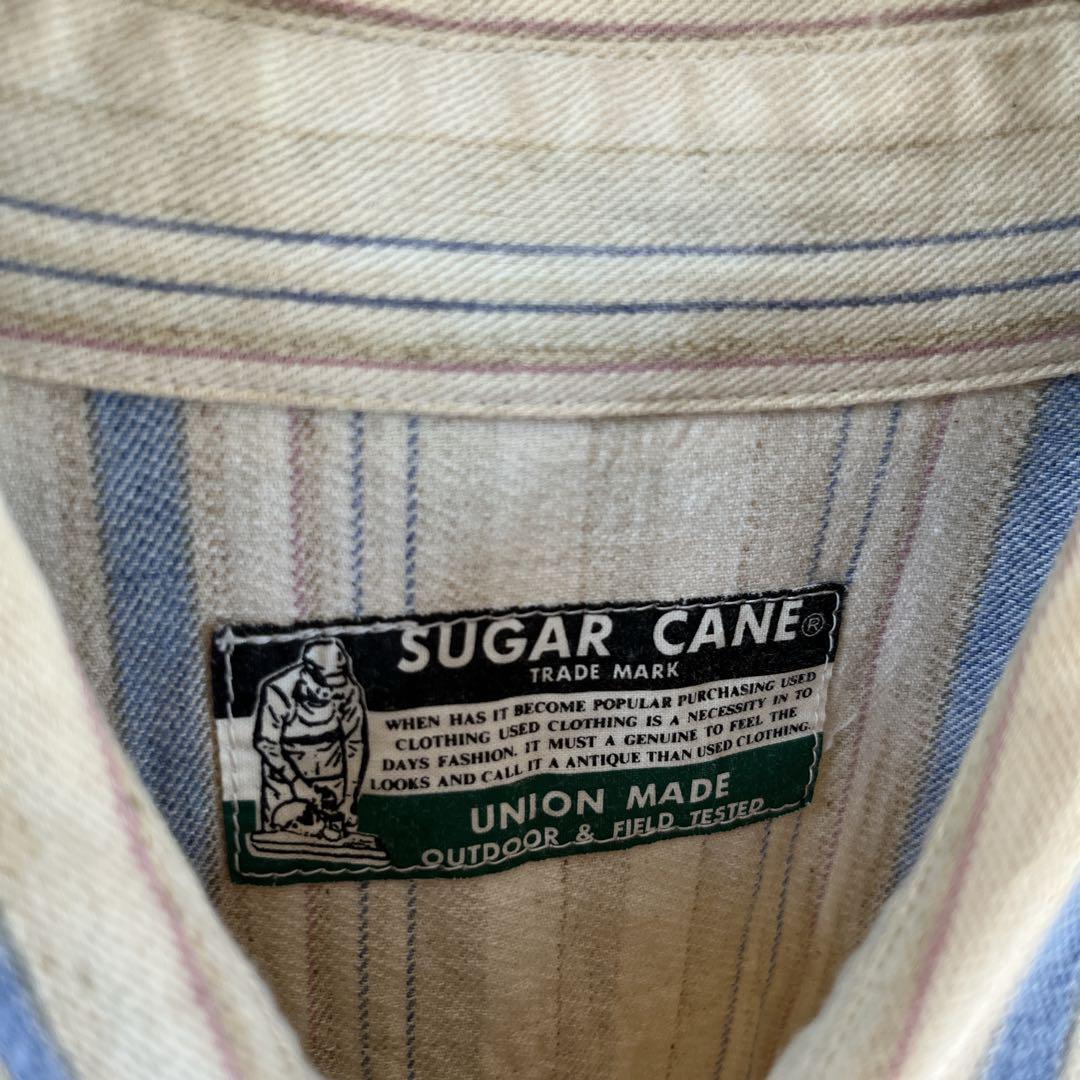 SUGAR CANE®
TRADE MARK
WHEN HAS IT BECOME POPULAR PURCHASING USED
CLOTHING USED CLOTHING IS A NECESSITY IN TO
DAYS FASHION. IT MUST A GENUINE TO FEEL THE
LOOKS AND CALL IT A ANTIQUE THAN USED CLOTHING.
UNION MADE
OUTDOOR & FIELD TESTED